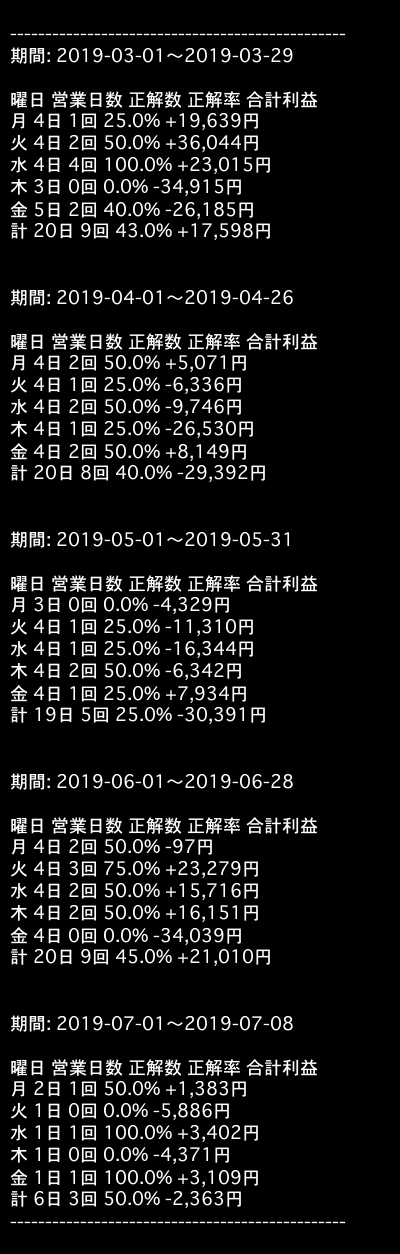 ------------------------------------------------
期間: 2019-03-01〜2019-03-29
曜日 営業日数 正解数 正解率 合計利益
月 4日 1回 25.0% +19,639円
火 4日 2回 50.0% +36,044円
水 4日 4回 100.0% +23,015円
木 3日 0回 0.0% -34,915円
金 5日 2回 40.0% -26,185円
計 20日 9回 43.0% +17,598円
期間: 2019-04-01〜2019-04-26
曜日 営業日数 正解数 正解率 合計利益
月 4日 2回 50.0% +5,071円
火 4日 1回 25.0% -6,336円
水 4日 2回 50.0% -9,746円
木 4日 1回 25.0% -26,530円
金 4日 2回 50.0% +8,149円
計 20日 8回 40.0% -29,392円
期間: 2019-05-01〜2019-05-31
曜日 営業日数 正解数 正解率 合計利益
月 3日 0回 0.0% -4,329円
火 4日 1回 25.0% -11,310円
水 4日 1回 25.0% -16,344円
木 4日 2回 50.0% -6,342円
金 4日 1回 25.0% +7,934円
計 19日 5回 25.0% -30,391円
期間: 2019-06-01〜2019-06-28
曜日 営業日数 正解数 正解率 合計利益
月 4日 2回 50.0% -97円
火 4日 3回 75.0% +23,279円
水 4日 2回 50.0% +15,716円
木 4日 2回 50.0% +16,151円
金 4日 0回 0.0% -34,039円
計 20日 9回 45.0% +21,010円
期間: 2019-07-01〜2019-07-08
曜日 営業日数 正解数 正解率 合計利益
月 2日 1回 50.0% +1,383円
火 1日 0回 0.0% -5,886円
水 1日 1回 100.0% +3,402円
木 1日 0回 0.0% -4,371円
金 1日 1回 100.0% +3,109円
計 6日 3回 50.0% -2,363円
------------------------------------------------